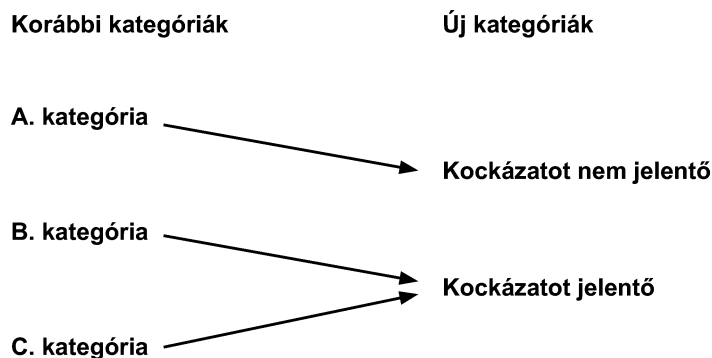 Korábbi kategóriák
Új kategóriák
A. kategória
Kockázatot nem jelentő
B. kategória
Kockázatot jelentő
C. kategória